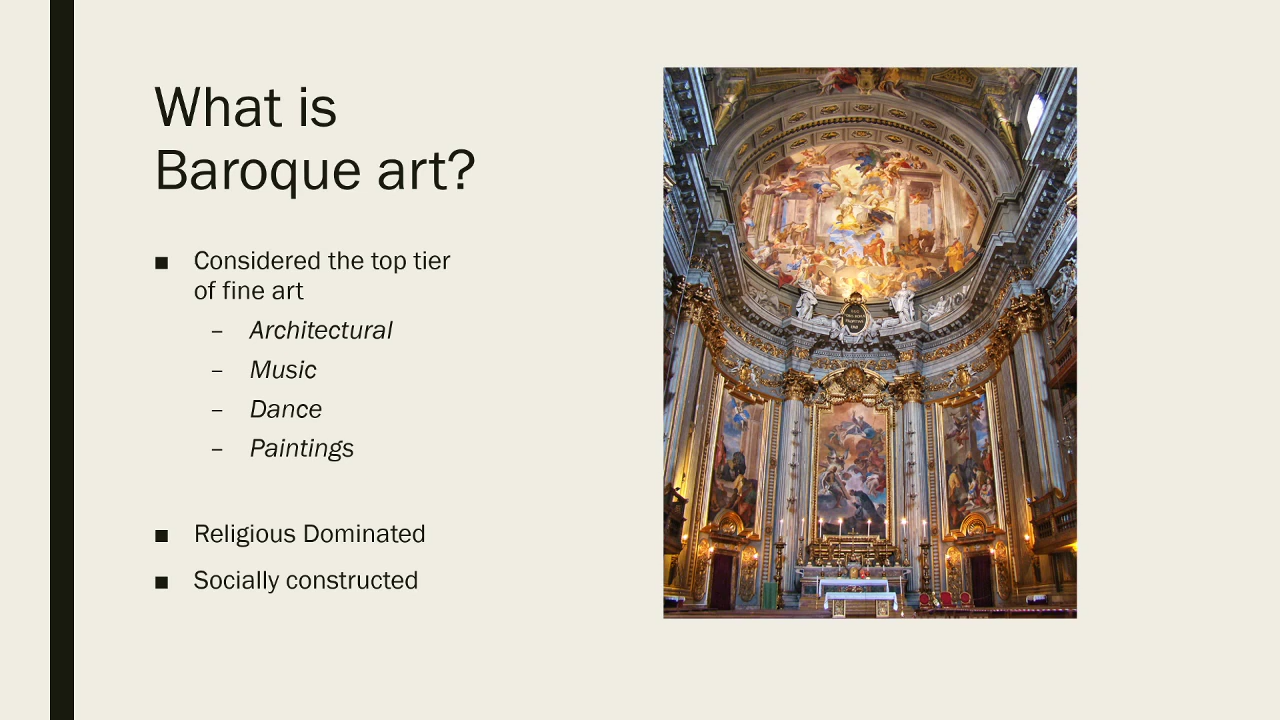 What is
Baroque art?
■ Considered the top tier
of fine art
– Architectural
– Music
– Dance
– Paintings
■ Religious Dominated
■ Socially constructed